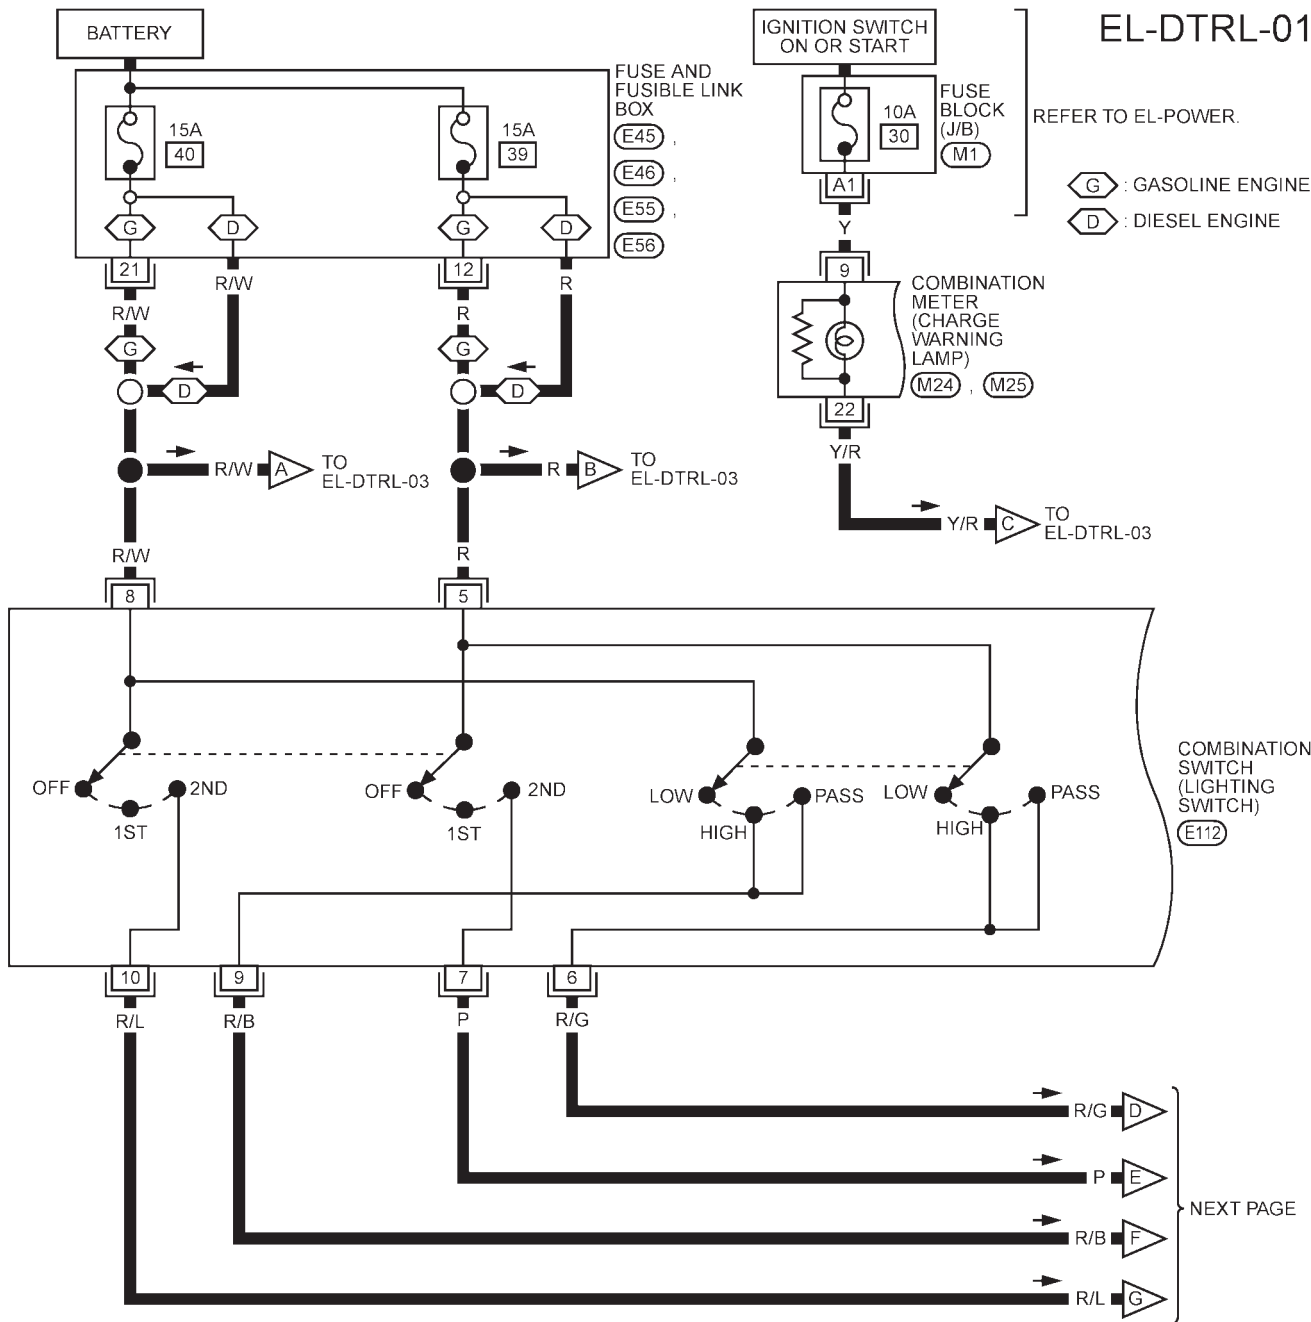 EL-DTRL-01
BATTERY
IGNITION SWITCH
ON OR START
FUSE AND
FUSIBLE LINK
BOX
E45 ,
E46 ,
E55 ,
E56
15A
40
15A
39
10A
30
FUSE
BLOCK
(J/B)
M1
REFER TO EL-POWER.
G : GASOLINE ENGINE
D : DIESEL ENGINE
A1
Y
9
G
D
G
D
21
R/W
12
R
R/W
R
G
G
D
D
COMBINATION
METER
(CHARGE
WARNING
LAMP)
M24 , M25
22
Y/R
R/W A TO
EL-DTRL-03
R B TO
EL-DTRL-03
Y/R C TO
EL-DTRL-03
R/W
R
8
5
OFF
1ST
2ND
OFF
1ST
2ND
LOW
HIGH
PASS
LOW
HIGH
PASS
COMBINATION
SWITCH
(LIGHTING
SWITCH)
E112
10
9
7
6
R/L
R/B
P
R/G
R/G D
P E
R/B F
R/L G
NEXT PAGE